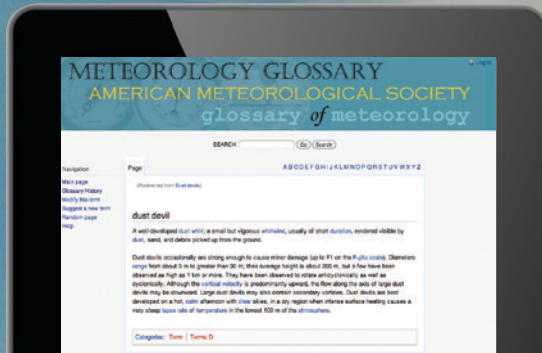 METEOROLOGY GLOSSARY
AMERICAN METEOROLOGICAL SOCIETY
glossary of meteorology
Log in
SEARCH Go Search
Navigation
Main page
Glossary History
Modify this term
Suggest a new term
Random page
Help
Page
A B C D E F G H I J K L M N O P Q R S T U V W X Y Z
(Redirected from Dust devils)
dust devil
A well-developed dust whirl; a small but vigorous whirlwind, usually of short duration, rendered visible by
dust, sand, and debris picked up from the ground.
Dust devils occasionally are strong enough to cause minor damage (up to F1 on the Fujita scale). Diameters
range from about 3 m to greater than 30 m; their average height is about 200 m, but a few have been
observed as high as 1 km or more. They have been observed to rotate anticyclonically as well as
cyclonically. Although the vertical velocity is predominantly upward, the flow along the axis of large dust
devils may be downward. Large dust devils may also contain secondary vortices. Dust devils are best
developed on a hot, calm afternoon with clear skies, in a dry region when intense surface heating causes a
very steep lapse rate of temperature in the lowest 100 m of the atmosphere.
Categories: Term | Terms D